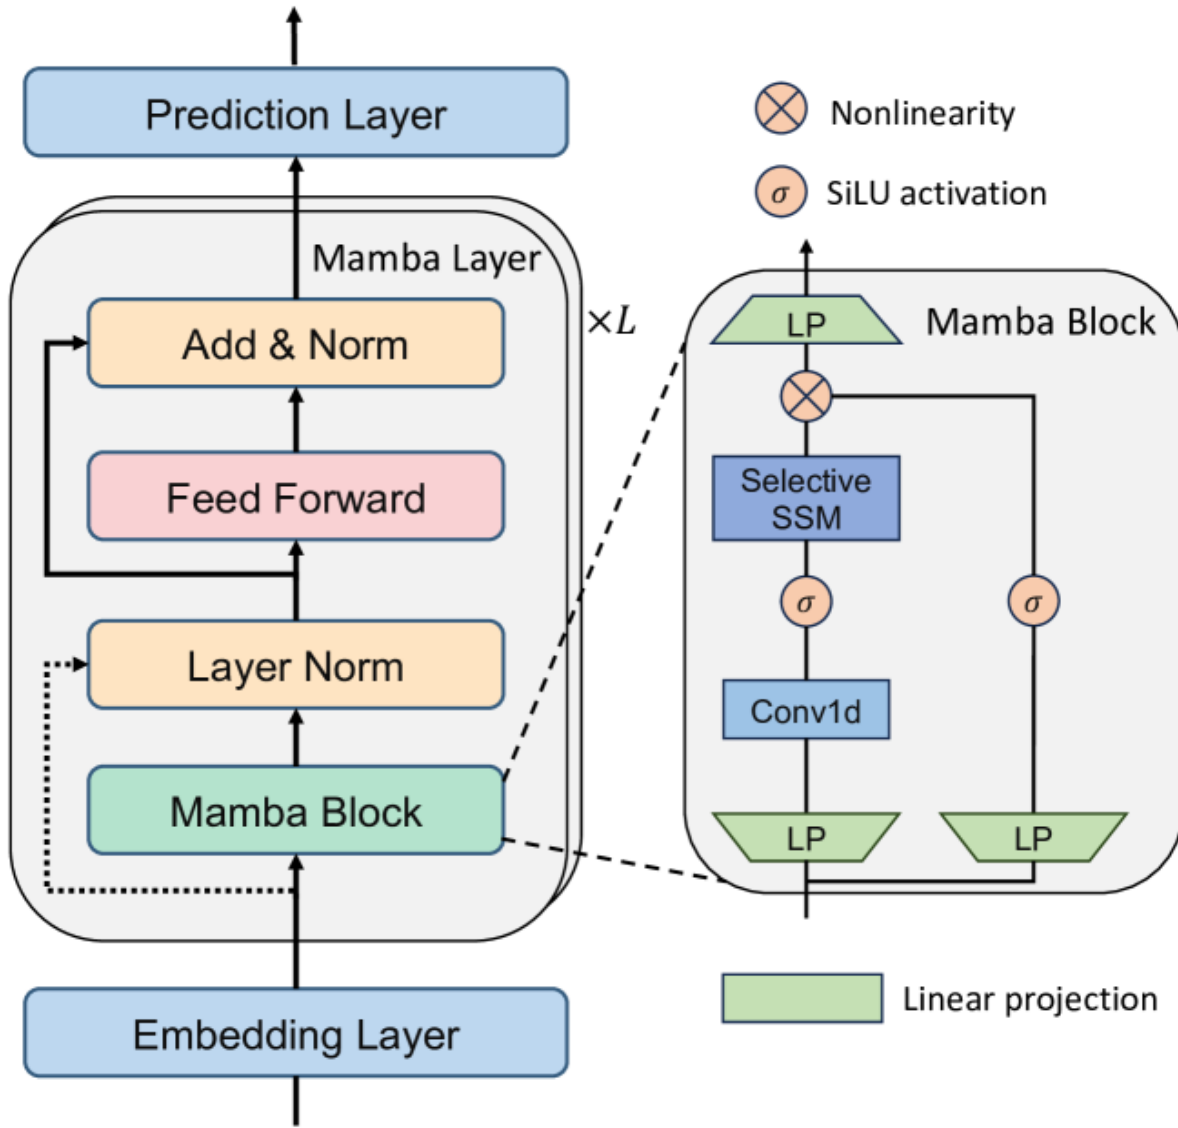 Prediction Layer
Mamba Layer
Add & Norm
×L
Feed Forward
Layer Norm
Mamba Block
Embedding Layer
Nonlinearity
σ SiLU activation
Mamba Block
LP
Selective
SSM
σ
σ
Conv1d
LP
LP
Linear projection